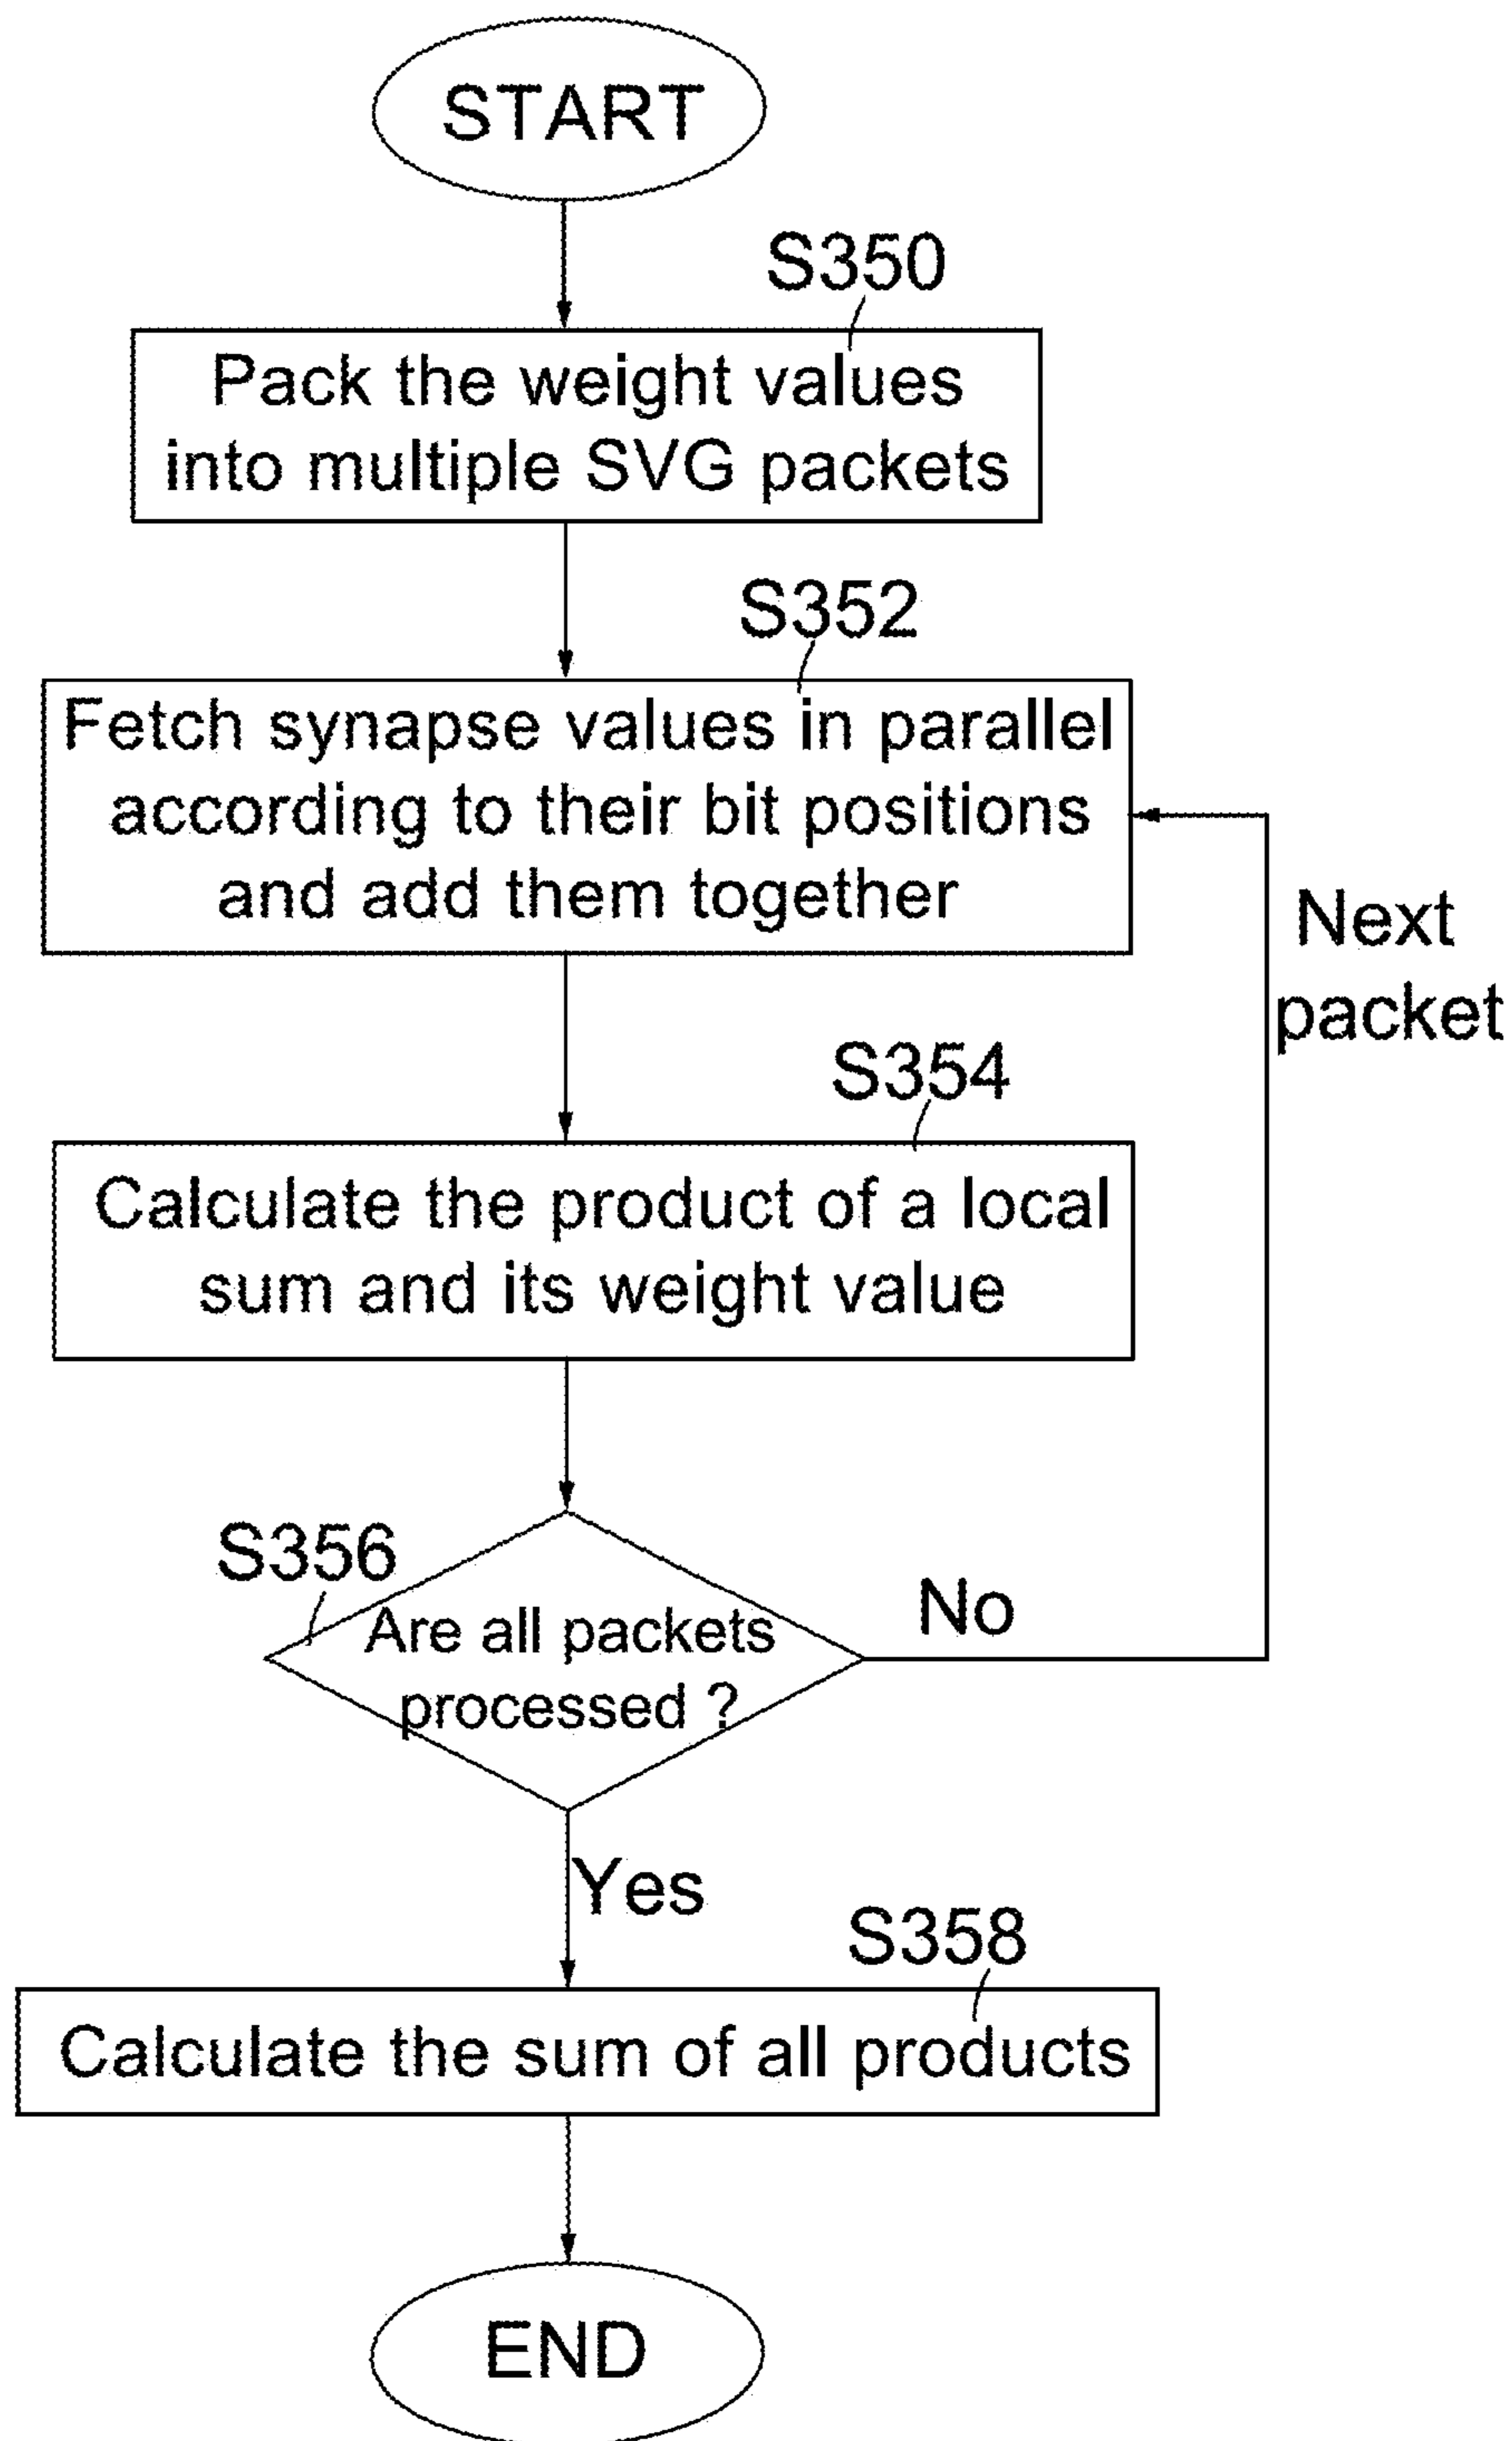 START
S350
Pack the weight values
into multiple SVG packets
S352
Fetch synapse values in parallel
according to their bit positions
and add them together
Next
packet
S354
Calculate the product of a local
sum and its weight value
S356
Are all packets
processed ?
No
Yes
S358
Calculate the sum of all products
END